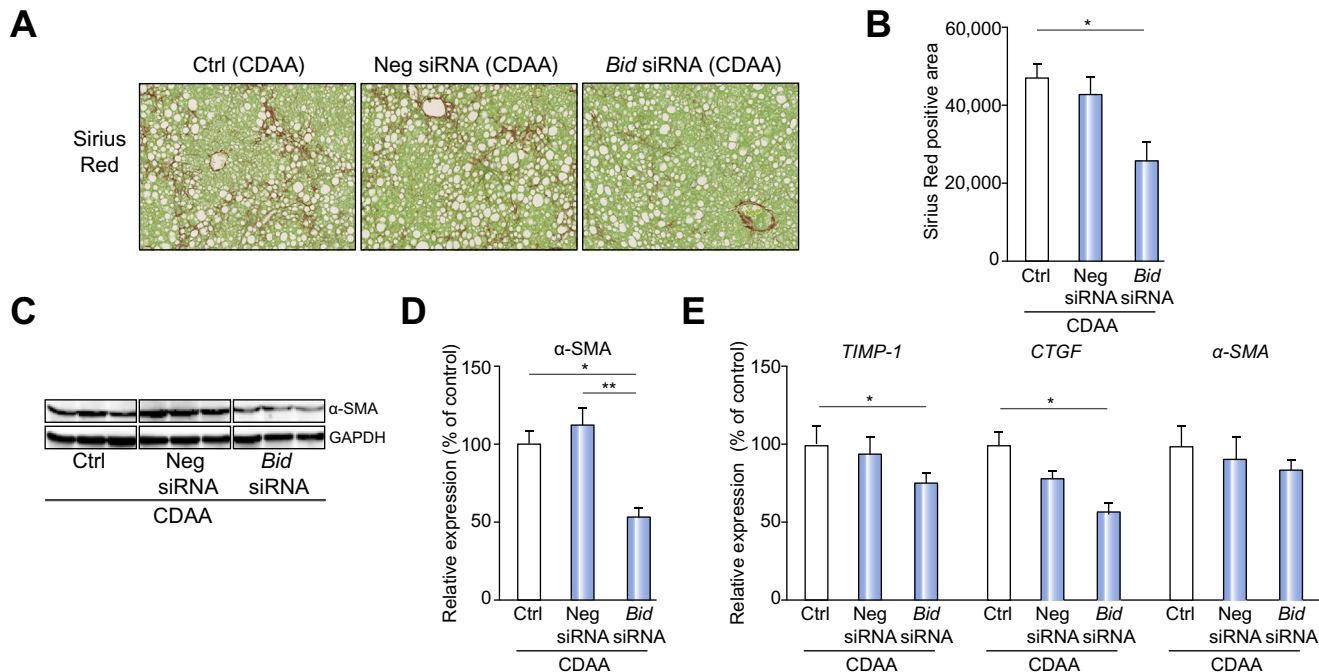 A
Ctrl (CDAA)
Neg siRNA (CDAA)
Bid siRNA (CDAA)
Sirius
Red
B
Sirius Red positive area
60,000
40,000
20,000
0
*
Ctrl
Neg
siRNA
Bid
siRNA
CDAA
C
α-SMA
GAPDH
Ctrl
Neg
siRNA
Bid
siRNA
CDAA
D
α-SMA
Relative expression (% of control)
150
100
50
0
*
**
Ctrl
Neg
siRNA
Bid
siRNA
CDAA
E
Relative expression (% of control)
150
100
50
0
TIMP-1
*
Ctrl
Neg
siRNA
Bid
siRNA
CDAA
CTGF
*
Ctrl
Neg
siRNA
Bid
siRNA
CDAA
α-SMA
Ctrl
Neg
siRNA
Bid
siRNA
CDAA